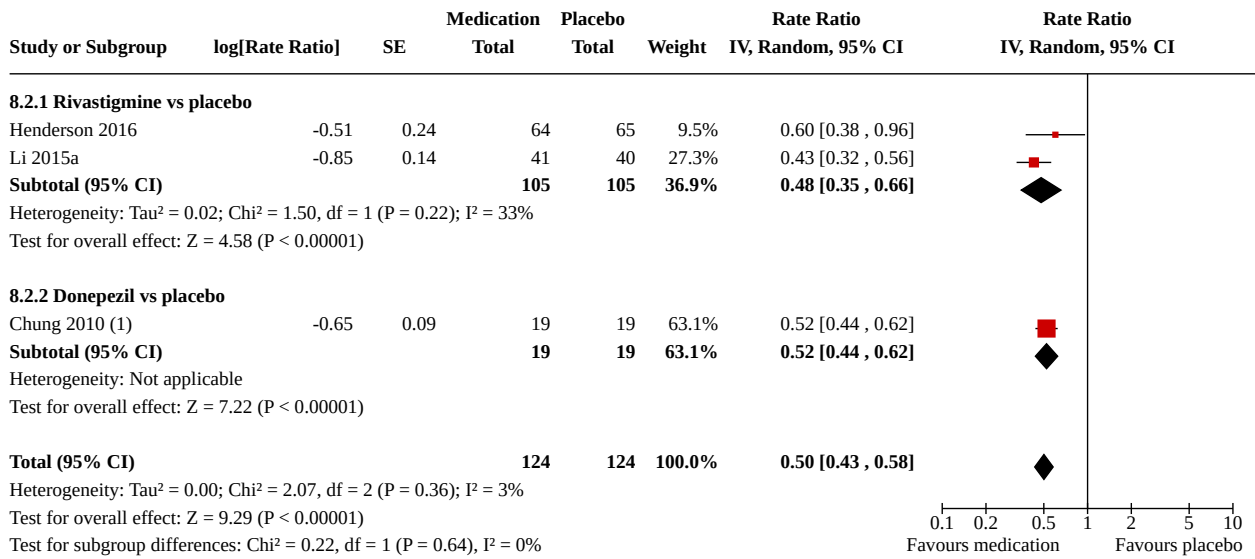 Medication Placebo Rate Ratio Rate Ratio
Study or Subgroup log[Rate Ratio] SE Total Total Weight IV, Random, 95% CI IV, Random, 95% CI
8.2.1 Rivastigmine vs placebo
Henderson 2016 -0.51 0.24 64 65 9.5% 0.60 [0.38 , 0.96]
Li 2015a -0.85 0.14 41 40 27.3% 0.43 [0.32 , 0.56]
Subtotal (95% CI) 105 105 36.9% 0.48 [0.35 , 0.66]
Heterogeneity: Tau² = 0.02; Chi² = 1.50, df = 1 (P = 0.22); I² = 33%
Test for overall effect: Z = 4.58 (P < 0.00001)
8.2.2 Donepezil vs placebo
Chung 2010 (1) -0.65 0.09 19 19 63.1% 0.52 [0.44 , 0.62]
Subtotal (95% CI) 19 19 63.1% 0.52 [0.44 , 0.62]
Heterogeneity: Not applicable
Test for overall effect: Z = 7.22 (P < 0.00001)
Total (95% CI) 124 124 100.0% 0.50 [0.43 , 0.58]
Heterogeneity: Tau² = 0.00; Chi² = 2.07, df = 2 (P = 0.36); I² = 3%
Test for overall effect: Z = 9.29 (P < 0.00001)
0.1 0.2 0.5 1 2 5 10
Test for subgroup differences: Chi² = 0.22, df = 1 (P = 0.64), I² = 0% Favours medication Favours placebo